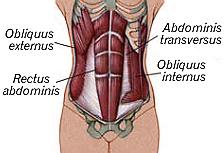 Obliquus
externus
Rectus
abdominis
Abdominis
transversus
Obliquus
internus